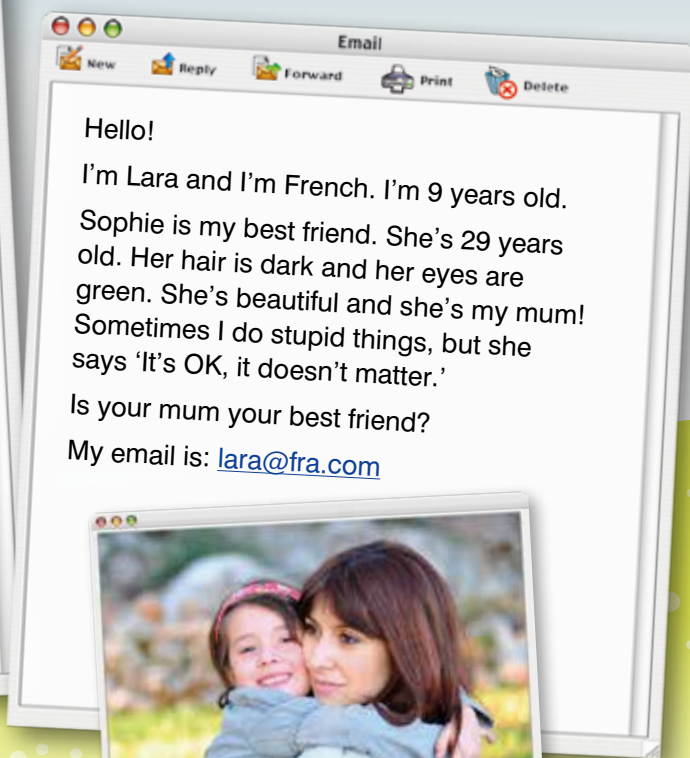 Email
New Reply Forward Print Delete
Hello!
I'm Lara and I'm French. I'm 9 years old.
Sophie is my best friend. She's 29 years
old. Her hair is dark and her eyes are
green. She's beautiful and she's my mum!
Sometimes I do stupid things, but she
says ‘It's OK, it doesn't matter.’
Is your mum your best friend?
My email is: lara@fra.com